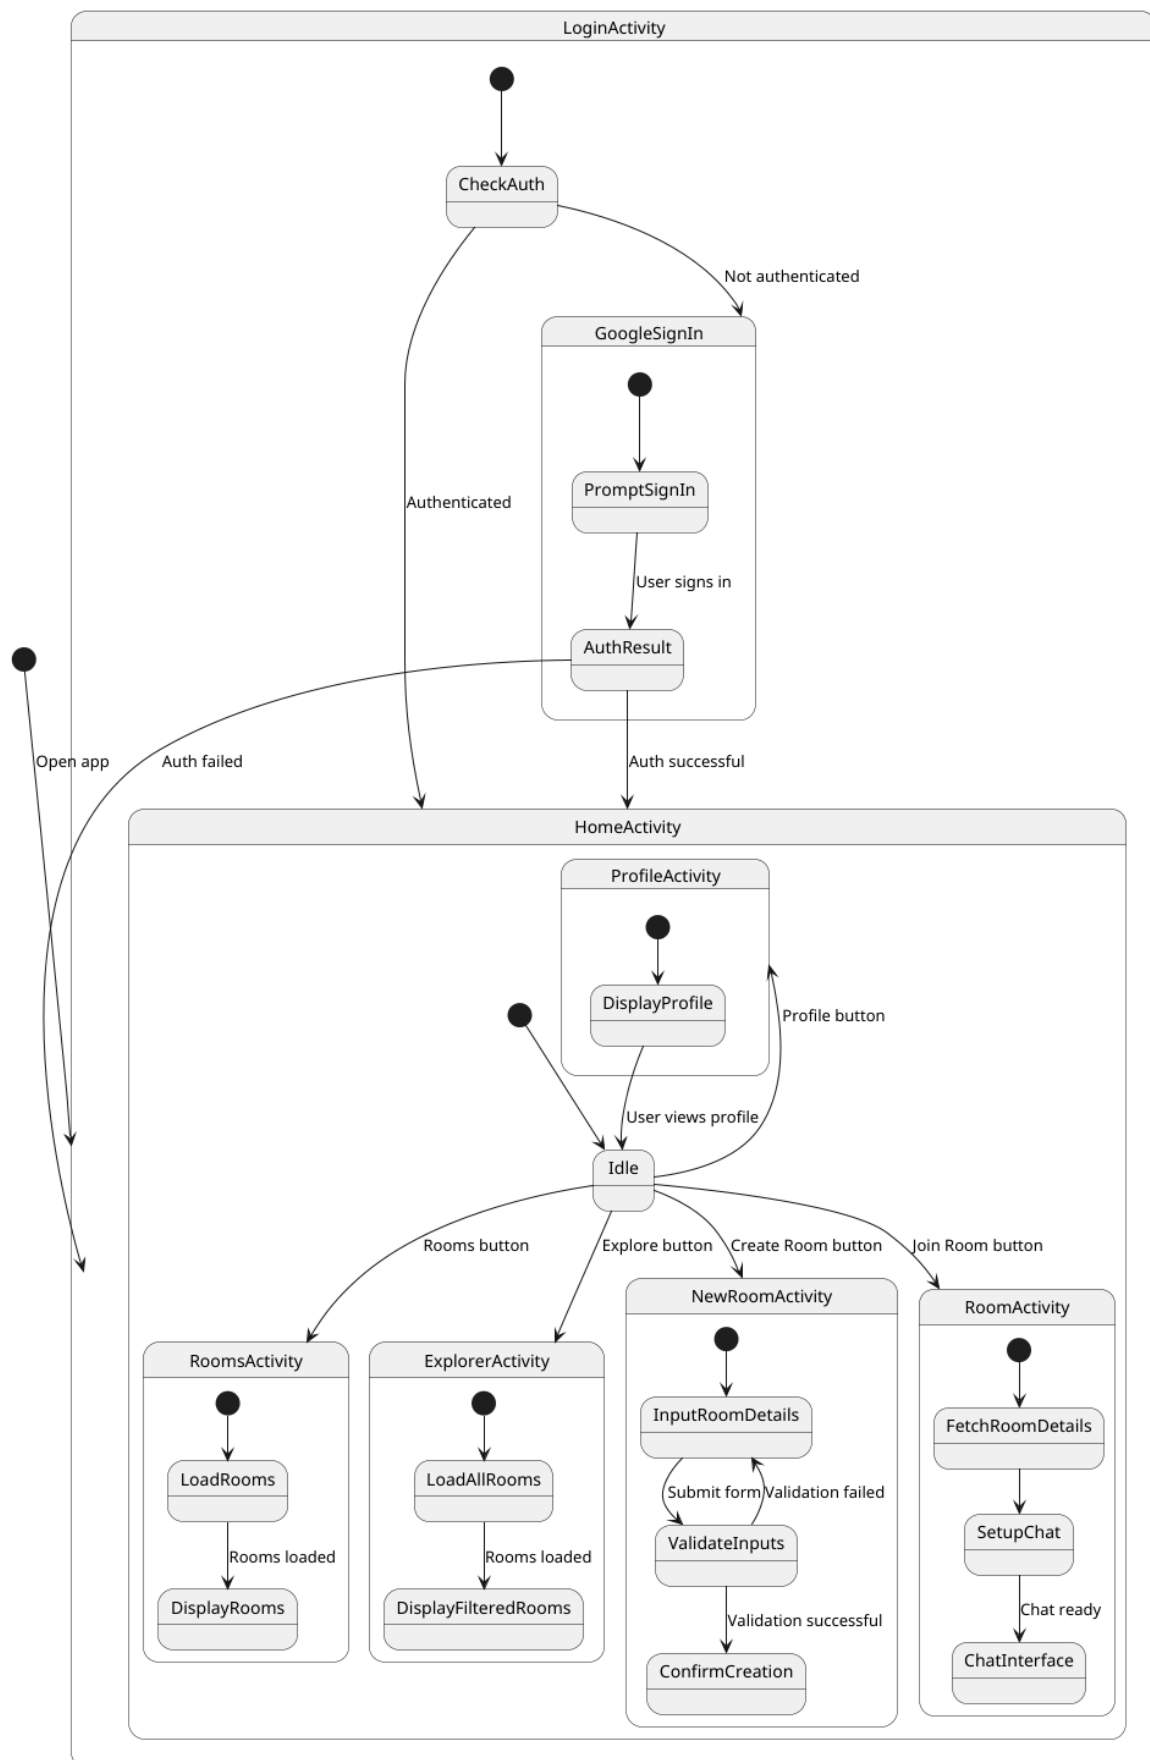 LoginActivity
CheckAuth
Not authenticated
GoogleSignIn
PromptSignIn
Authenticated
User signs in
AuthResult
Open app
Auth failed
Auth successful
HomeActivity
ProfileActivity
DisplayProfile
Profile button
User views profile
Idle
Rooms button
Explore button
Create Room button
Join Room button
NewRoomActivity
RoomActivity
RoomsActivity
ExplorerActivity
InputRoomDetails
FetchRoomDetails
LoadRooms
LoadAllRooms
Submit form
Validation failed
SetupChat
ValidateInputs
Rooms loaded
Rooms loaded
DisplayRooms
DisplayFilteredRooms
Validation successful
Chat ready
ConfirmCreation
ChatInterface